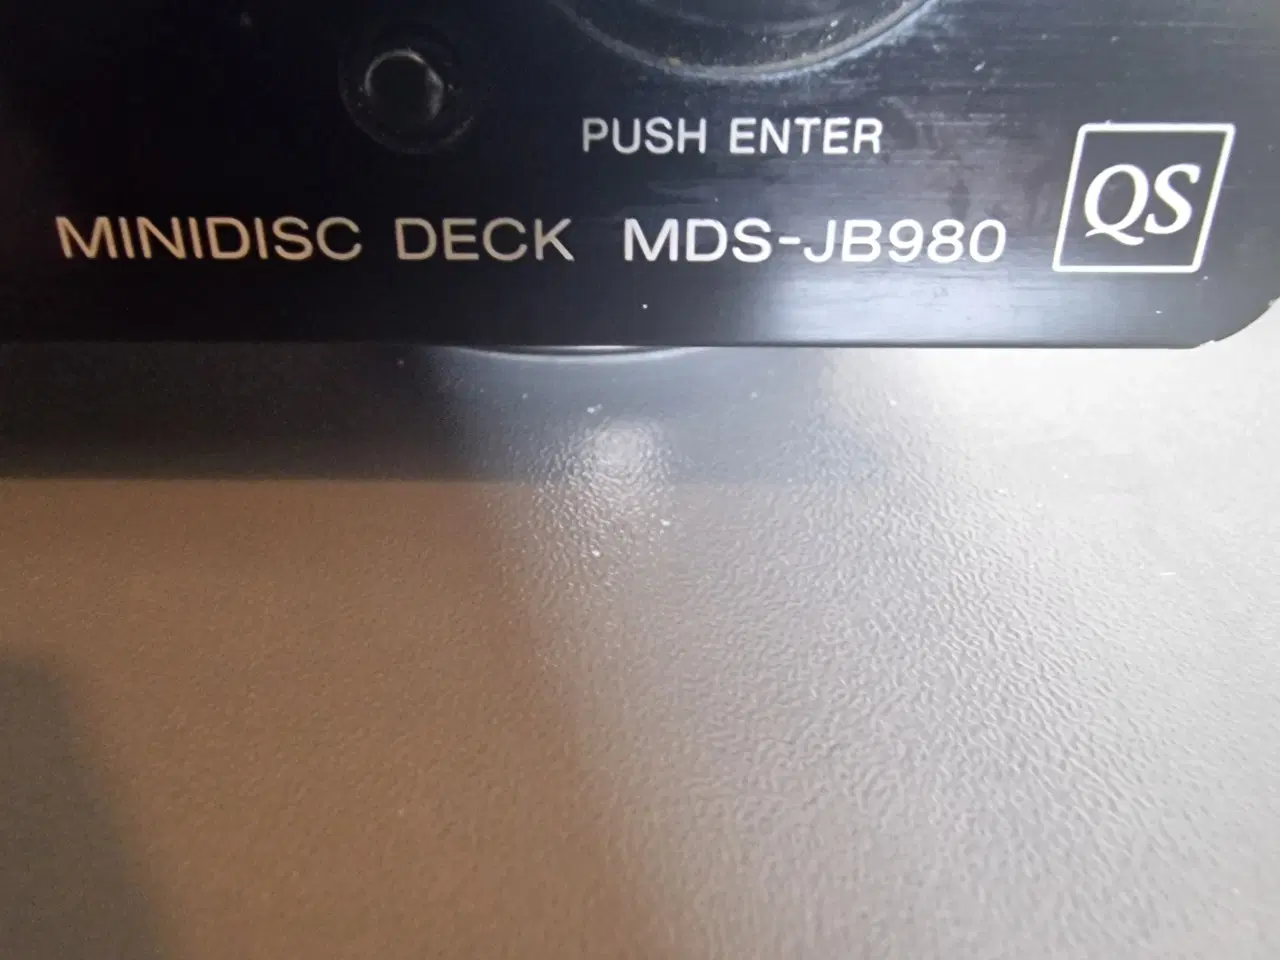 PUSH ENTER
MINIDISC DECK MDS-JB980
QS